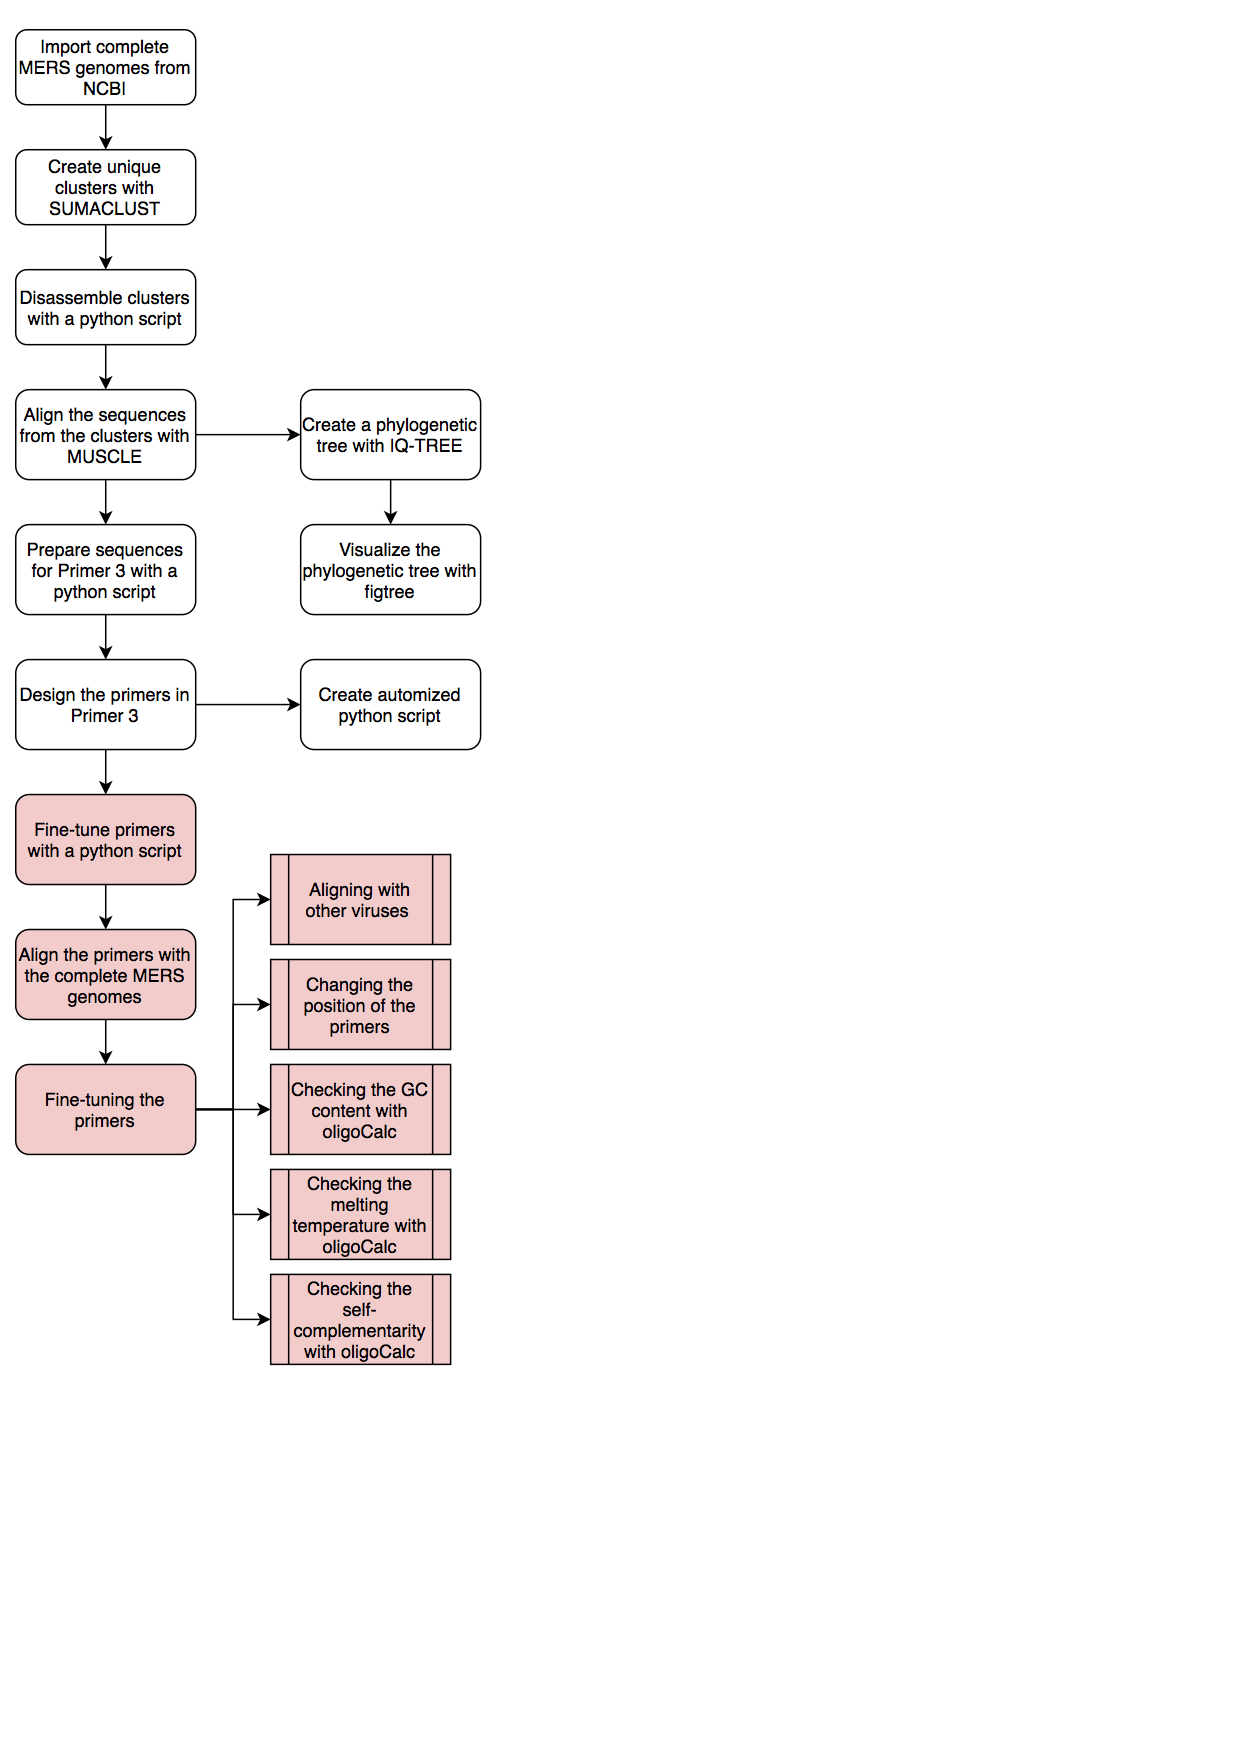 Import complete
MERS genomes from
NCBI
Create unique
clusters with
SUMACLUST
Disassemble clusters
with a python script
Align the sequences
from the clusters with
MUSCLE
Create a phylogenetic
tree with IQ-TREE
Prepare sequences
for Primer 3 with a
python script
Visualize the
phylogenetic tree with
figtree
Design the primers in
Primer 3
Create automized
python script
Fine-tune primers
with a python script
Align the primers with
the complete MERS
genomes
Fine-tuning the
primers
Aligning with
other viruses
Changing the
position of the
primers
Checking the GC
content with
oligoCalc
Checking the
melting
temperature with
oligoCalc
Checking the
self-
complementarity
with oligoCalc